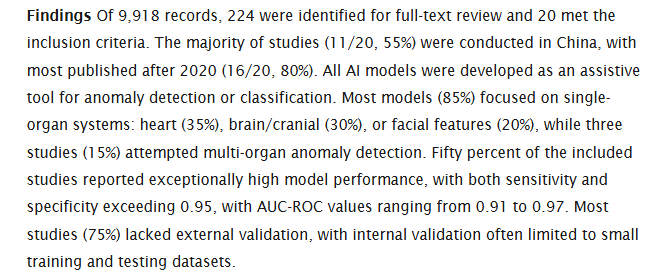 Findings Of 9,918 records, 224 were identified for full-text review and 20 met the
inclusion criteria. The majority of studies (11/20, 55%) were conducted in China, with
most published after 2020 (16/20, 80%). All AI models were developed as an assistive
tool for anomaly detection or classification. Most models (85%) focused on single-
organ systems: heart (35%), brain/cranial (30%), or facial features (20%), while three
studies (15%) attempted multi-organ anomaly detection. Fifty percent of the included
studies reported exceptionally high model performance, with both sensitivity and
specificity exceeding 0.95, with AUC-ROC values ranging from 0.91 to 0.97. Most
studies (75%) lacked external validation, with internal validation often limited to small
training and testing datasets.